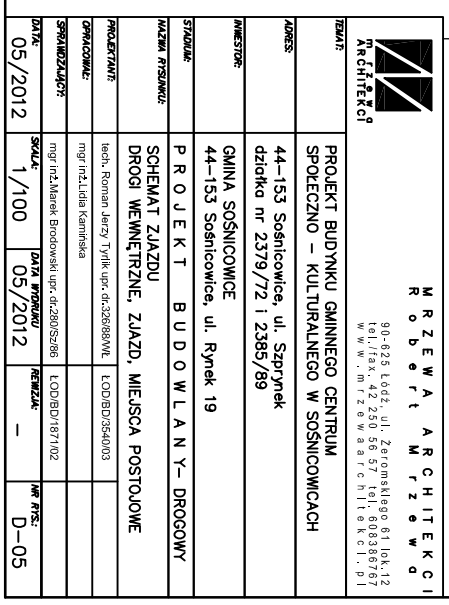 mrzewa
ARCHITEKCI
MRZEWA ARCHITEKCI
Robert Mrzewa
90-625 Łódź, ul. Żeromskiego 61 lok.12
tel./fax. 42 250 56 57 tel. 608386767
www.mrzewaarchitekci.pl
TEMAT:
PROJEKT BUDYNKU GMINNEGO CENTRUM
SPOŁECZNO - KULTURALNEGO W SOŚNICOWICACH
ADRES:
44-153 Sośnicowice, ul. Szprynek
działka nr 2379/72 i 2385/89
INWESTOR:
GMINA SOŚNICOWICE
44-153 Sośnicowice, ul. Rynek 19
STADIUM:
PROJEKT BUDOWLANY- DROGOWY
NAZWA RYSUNKU:
SCHEMAT ZJAZDU
DROGI WEWNĘTRZNE, ZJAZD, MIEJSCA POSTOJOWE
PROJEKTANT:
tech. Roman Jerzy Tyrlik upr. dr.326/88/WŁ
ŁOD/BD/3540/03
OPRACOWAŁ:
mgr inż.Lidia Kamińska
SPRAWDZAJĄCY:
mgr inż.Marek Brodowski upr. dr.280/Sz/86
ŁOD/BD/1871/02
DATA: SKALA: DATA WYDRUKU REWIZJA: NR RYS.:
05/2012 1/100 05/2012 - D-05